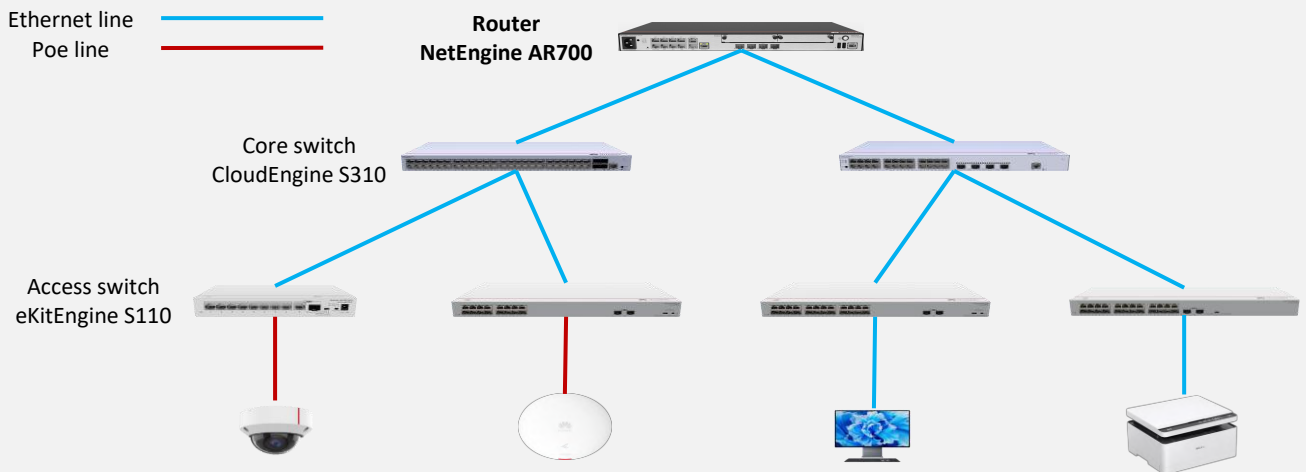 Ethernet line
Poe line
Router
NetEngine AR700
Core switch
CloudEngine S310
Access switch
eKitEngine S110